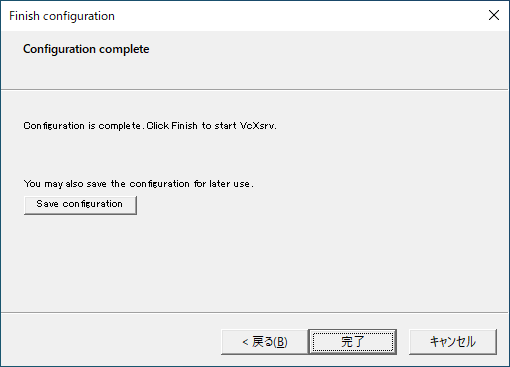 Finish configuration
Configuration complete
Configuration is complete. Click Finish to start VcXsrv.
You may also save the configuration for later use.
Save configuration
< 戻る(B)
完了
キャンセル